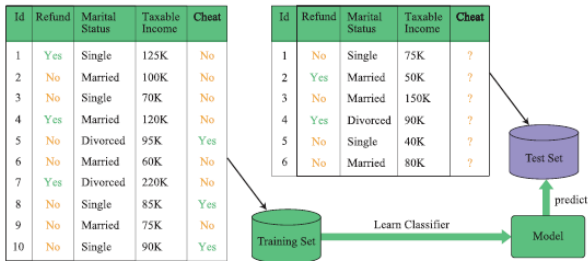 Id Refund Marital Status Taxable Income Cheat
1 Yes Single 125K No
2 No Married 100K No
3 No Single 70K No
4 Yes Married 120K No
5 No Divorced 95K Yes
6 No Married 60K No
7 Yes Divorced 220K No
8 No Single 85K Yes
9 No Married 75K No
10 No Single 90K Yes
Id Refund Marital Status Taxable Income Cheat
1 No Single 75K ?
2 Yes Married 50K ?
3 No Married 150K ?
4 Yes Divorced 90K ?
5 No Single 40K ?
6 No Married 80K ?
Test Set
predict
Learn Classifier
Training Set
Model